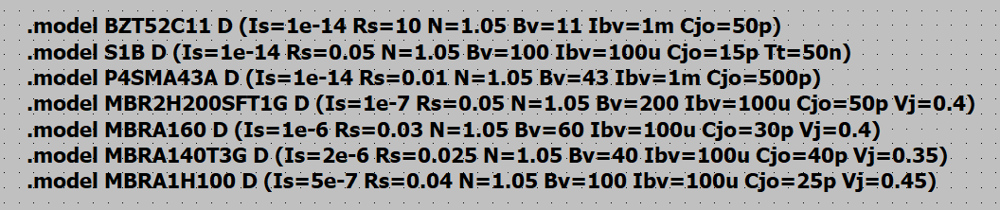 .model BZT52C11 D (Is=1e-14 Rs=10 N=1.05 Bv=11 Ibv=1m Cjo=50p)
.model S1B D (Is=1e-14 Rs=0.05 N=1.05 Bv=100 Ibv=100u Cjo=15p Tt=50n)
.model P4SMA43A D (Is=1e-14 Rs=0.01 N=1.05 Bv=43 Ibv=1m Cjo=500p)
.model MBR2H200SFT1G D (Is=1e-7 Rs=0.05 N=1.05 Bv=200 Ibv=100u Cjo=50p Vj=0.4)
.model MBRA160 D (Is=1e-6 Rs=0.03 N=1.05 Bv=60 Ibv=100u Cjo=30p Vj=0.4)
.model MBRA140T3G D (Is=2e-6 Rs=0.025 N=1.05 Bv=40 Ibv=100u Cjo=40p Vj=0.35)
.model MBRA1H100 D (Is=5e-7 Rs=0.04 N=1.05 Bv=100 Ibv=100u Cjo=25p Vj=0.45)